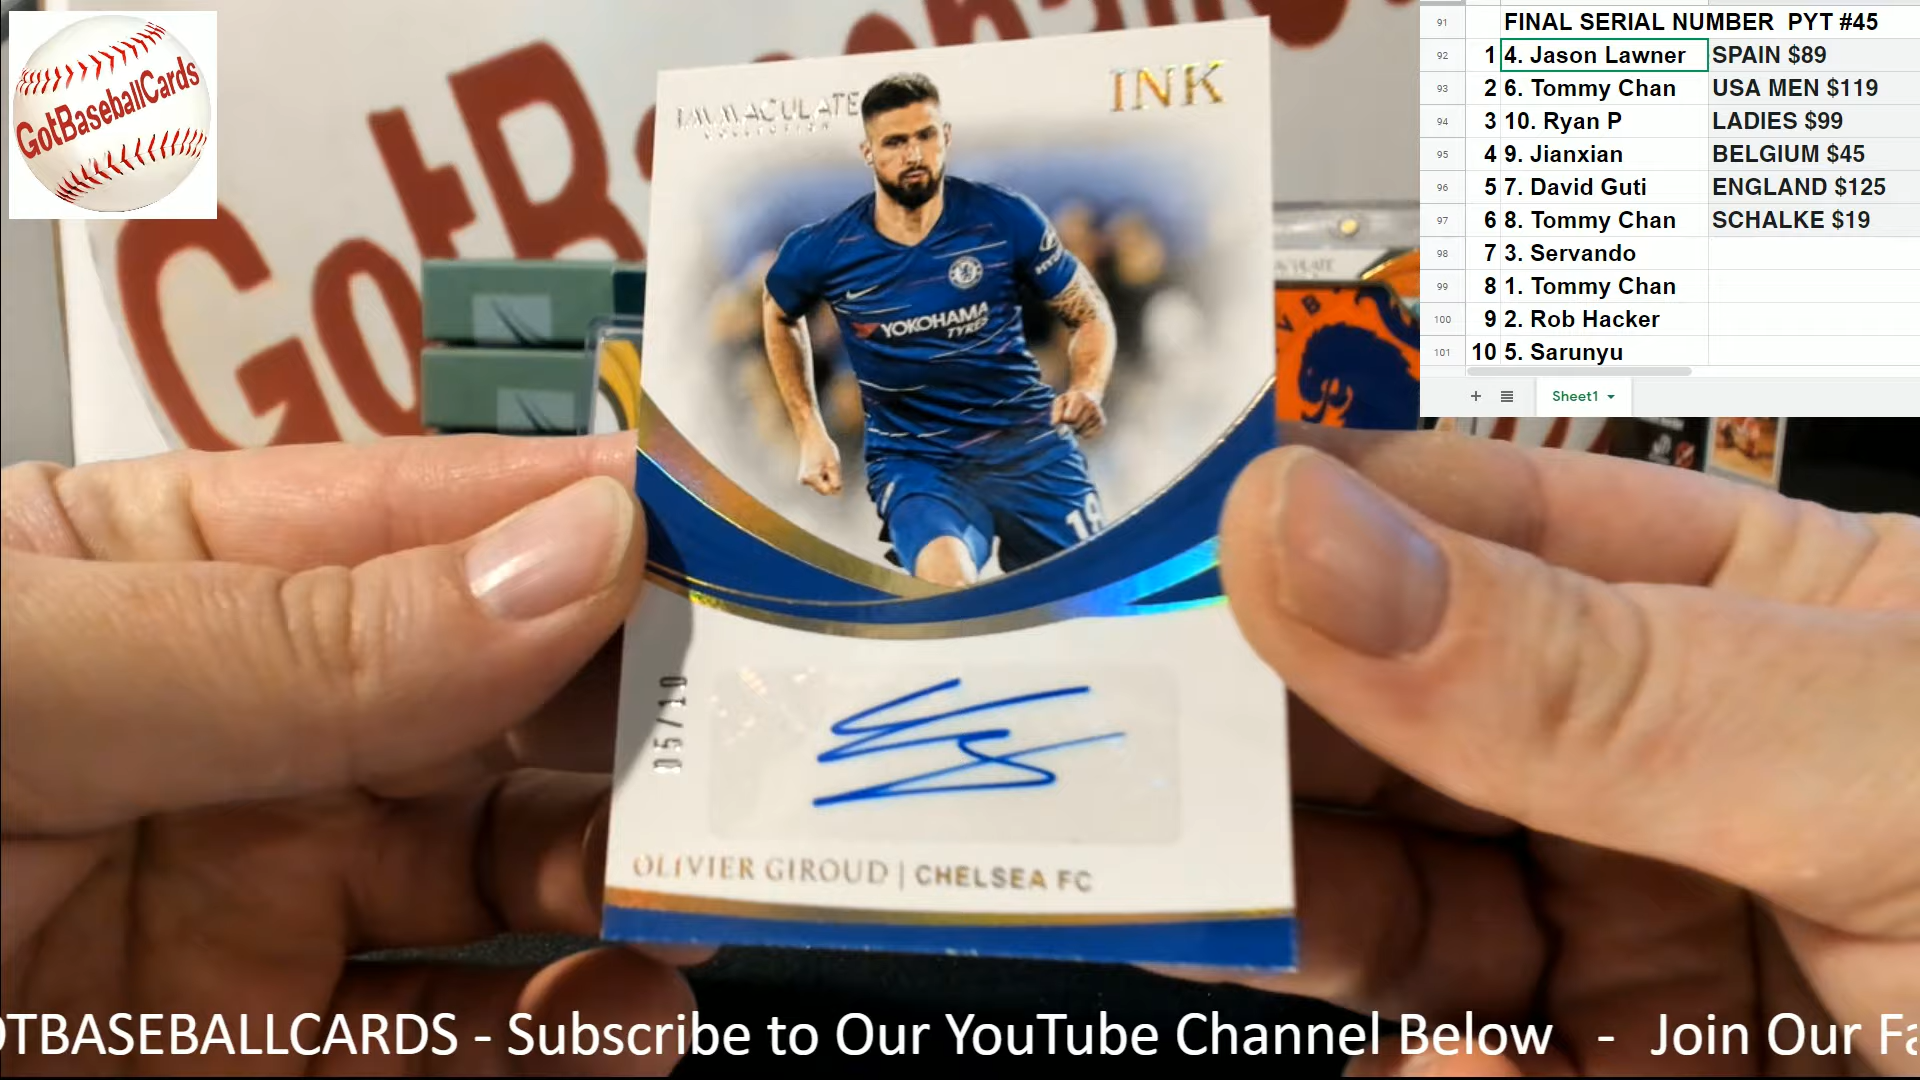 GotBaseballCards
IMMACULATE
COLLECTION
INK
YOKOHAMA
TYRES
18
05/10
OLIVIER GIROUD | CHELSEA FC
91 FINAL SERIAL NUMBER PYT #45
92 1 4. Jason Lawner SPAIN $89
93 2 6. Tommy Chan USA MEN $119
94 3 10. Ryan P LADIES $99
95 4 9. Jianxian BELGIUM $45
96 5 7. David Guti ENGLAND $125
97 6 8. Tommy Chan SCHALKE $19
98 7 3. Servando
99 8 1. Tommy Chan
100 9 2. Rob Hacker
101 10 5. Sarunyu
Sheet1
OTBASEBALLCARDS - Subscribe to Our YouTube Channel Below - Join Our Fa